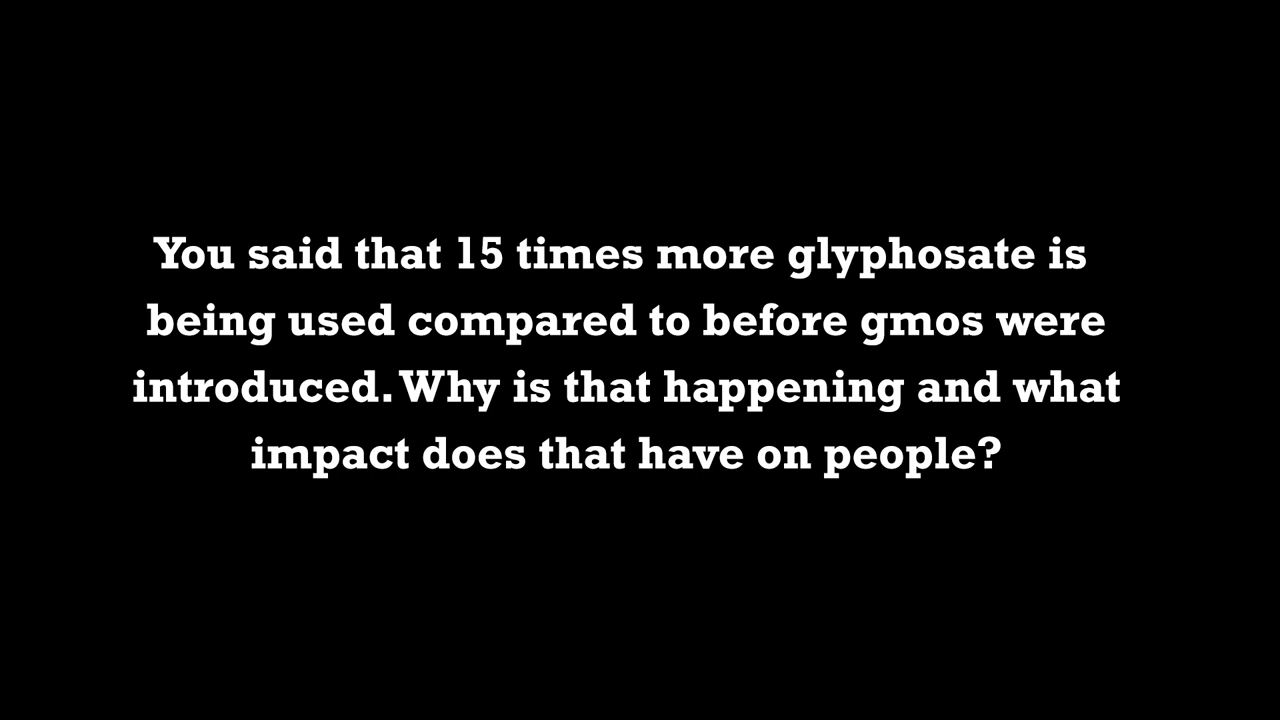 You said that 15 times more glyphosate is
being used compared to before gmos were
introduced. Why is that happening and what
impact does that have on people?